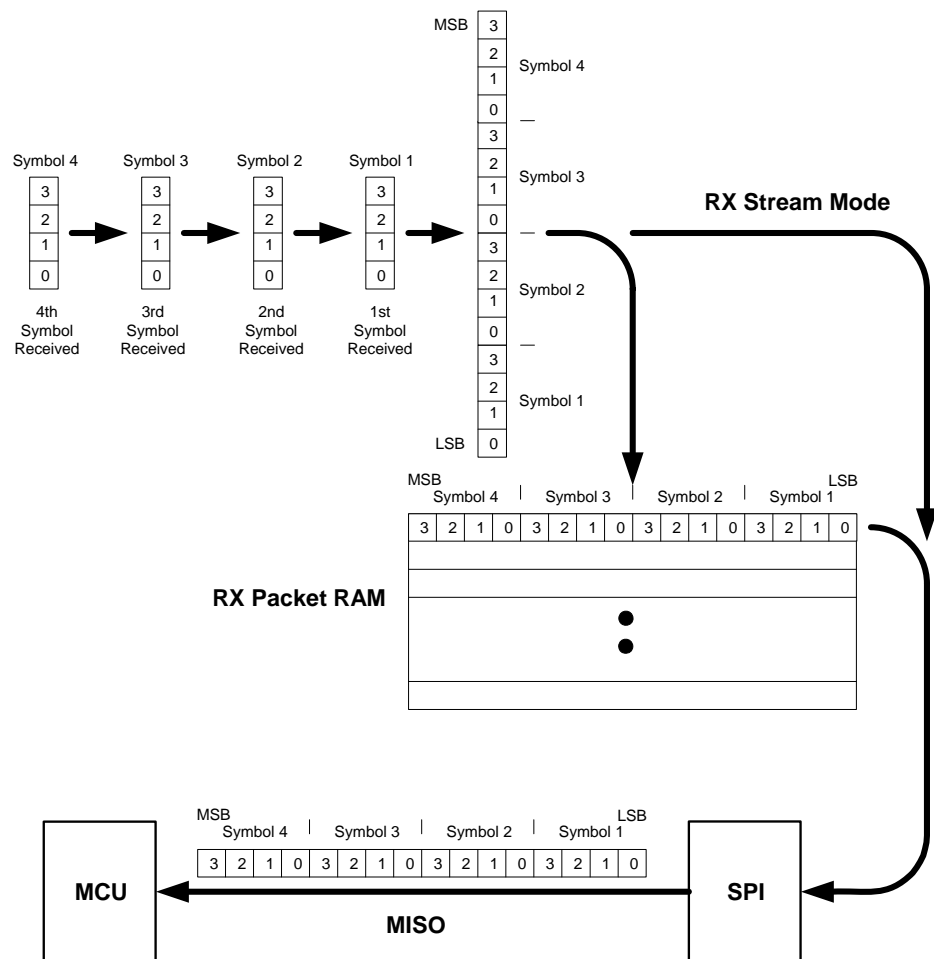 MSB 3
2
1
0
3
2
1
0
3
2
1
0
3
2
1
LSB 0
Symbol 4
Symbol 3
Symbol 2
Symbol 1
Symbol 4
3
2
1
0
4th
Symbol
Received
Symbol 3
3
2
1
0
3rd
Symbol
Received
Symbol 2
3
2
1
0
2nd
Symbol
Received
Symbol 1
3
2
1
0
1st
Symbol
Received
RX Stream Mode
MSB LSB
Symbol 4 Symbol 3 Symbol 2 Symbol 1
3 2 1 0 3 2 1 0 3 2 1 0 3 2 1 0
RX Packet RAM
MSB LSB
Symbol 4 Symbol 3 Symbol 2 Symbol 1
3 2 1 0 3 2 1 0 3 2 1 0 3 2 1 0
MCU
SPI
MISO